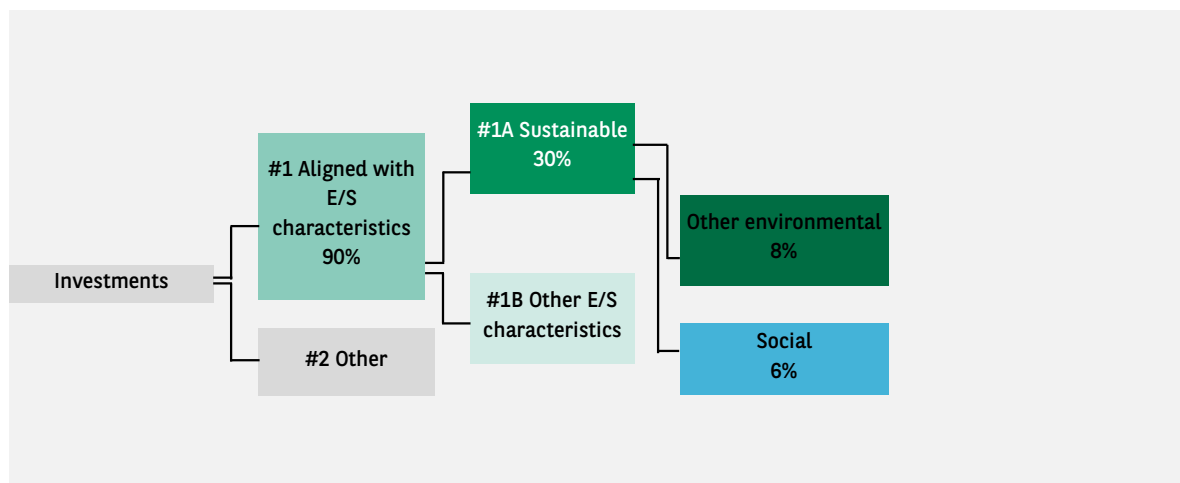 Investments
#1 Aligned with
E/S
characteristics
90%
#2 Other
#1A Sustainable
30%
#1B Other E/S
characteristics
Other environmental
8%
Social
6%